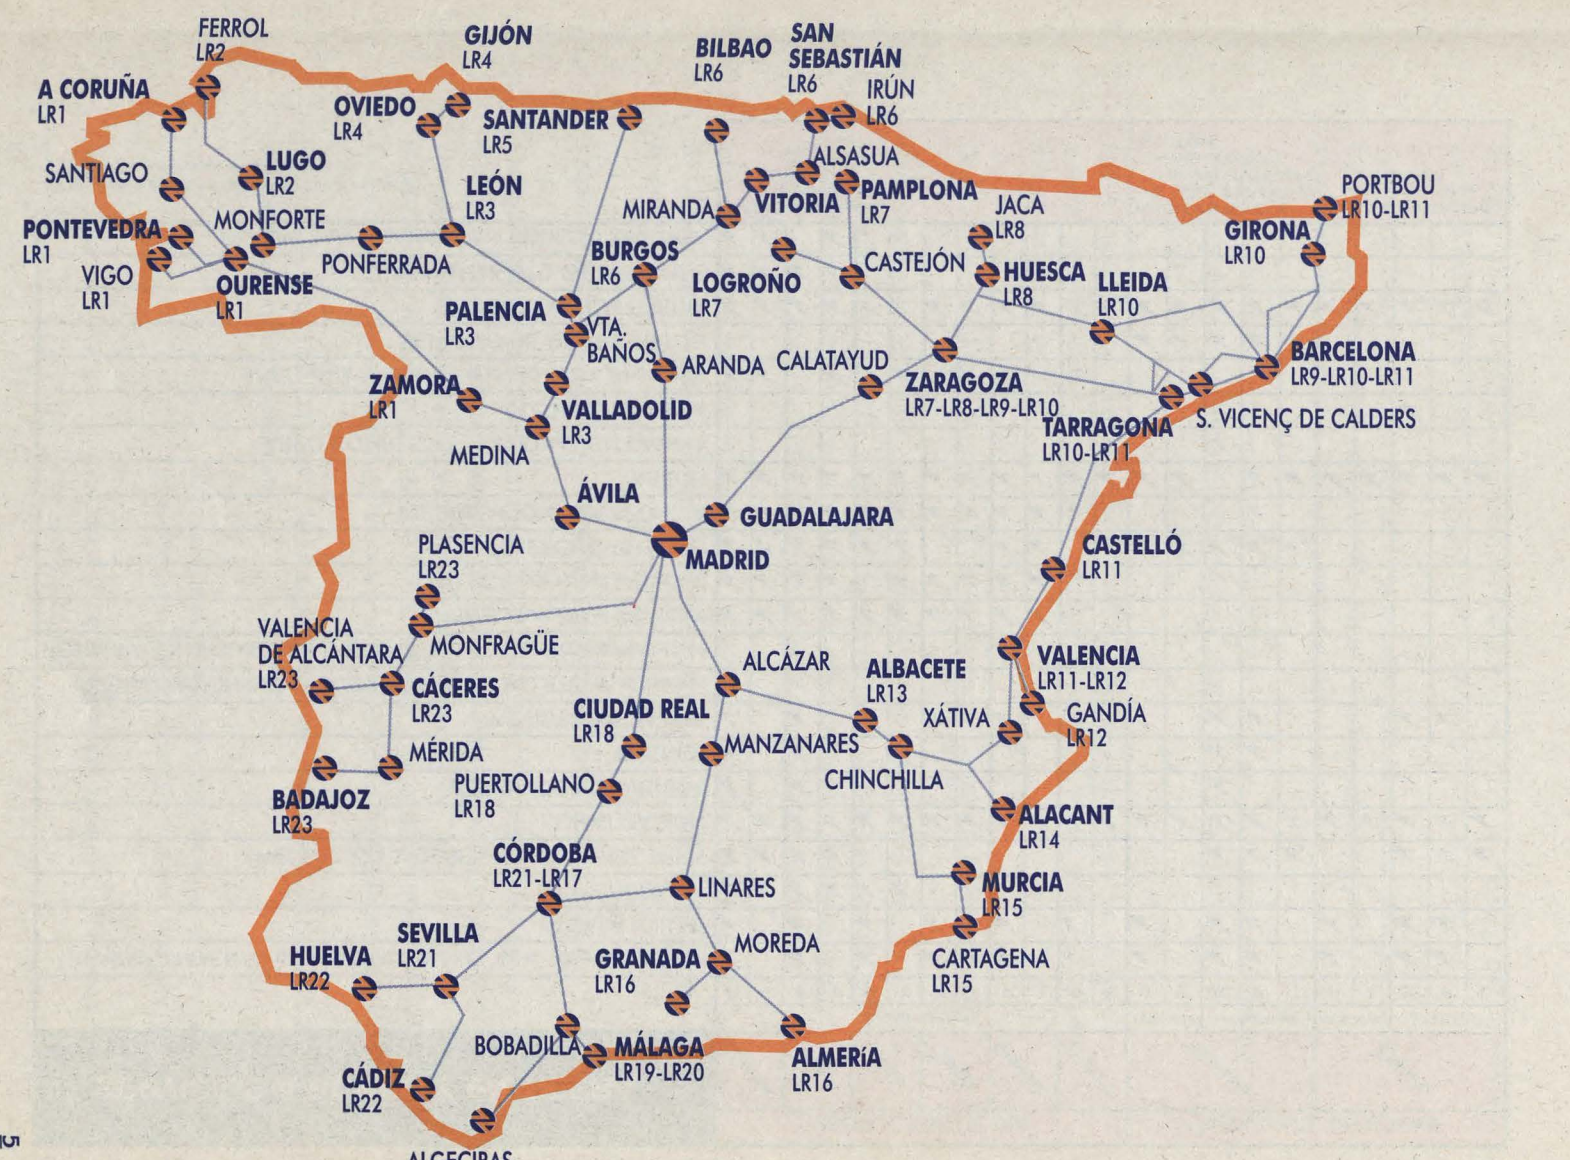 FERROL
LR2
GIJÓN
LR4
BILBAO
LR6
SAN
SEBASTIÁN
LR6
IRÚN
LR6
A CORUÑA
LR1
OVIEDO
LR4
SANTANDER
LR5
SANTIAGO
LUGO
LR2
LEÓN
LR3
ALSASUA
VITORIA
PAMPLONA
LR7
JACA
LR8
PORTBOU
LR10-LR11
PONTEVEDRA
LR1
MONFORTE
MIRANDA
GIRONA
LR10
VIGO
LR1
OURENSE
LR1
PONFERRADA
BURGOS
LR6
LOGROÑO
LR7
CASTEJÓN
HUESCA
LR8
LLEIDA
LR10
PALENCIA
LR3
VTA.
BAÑOS
ARANDA
CALATAYUD
ZARAGOZA
LR7-LR8-LR9-LR10
BARCELONA
LR9-LR10-LR11
ZAMORA
LR1
VALLADOLID
LR3
TARRAGONA
LR10-LR11
S. VICENÇ DE CALDERS
MEDINA
ÁVILA
GUADALAJARA
MADRID
PLASENCIA
LR23
CASTELLÓ
LR11
VALENCIA
DE ALCÁNTARA
LR23
MONFRAGÜE
CÁCERES
LR23
ALCÁZAR
ALBACETE
LR13
VALENCIA
LR11-LR12
CIUDAD REAL
LR18
XÁTIVA
GANDÍA
LR12
MÉRIDA
MANZANARES
PUERTOLLANO
LR18
CHINCHILLA
BADAJOZ
LR23
ALACANT
LR14
CÓRDOBA
LR21-LR17
LINARES
MURCIA
LR15
SEVILLA
LR21
HUELVA
LR22
GRANADA
LR16
MOREDA
CARTAGENA
LR15
BOBADILLA
MÁLAGA
LR19-LR20
ALMERíA
LR16
CÁDIZ
LR22
5
ALGECIRAS